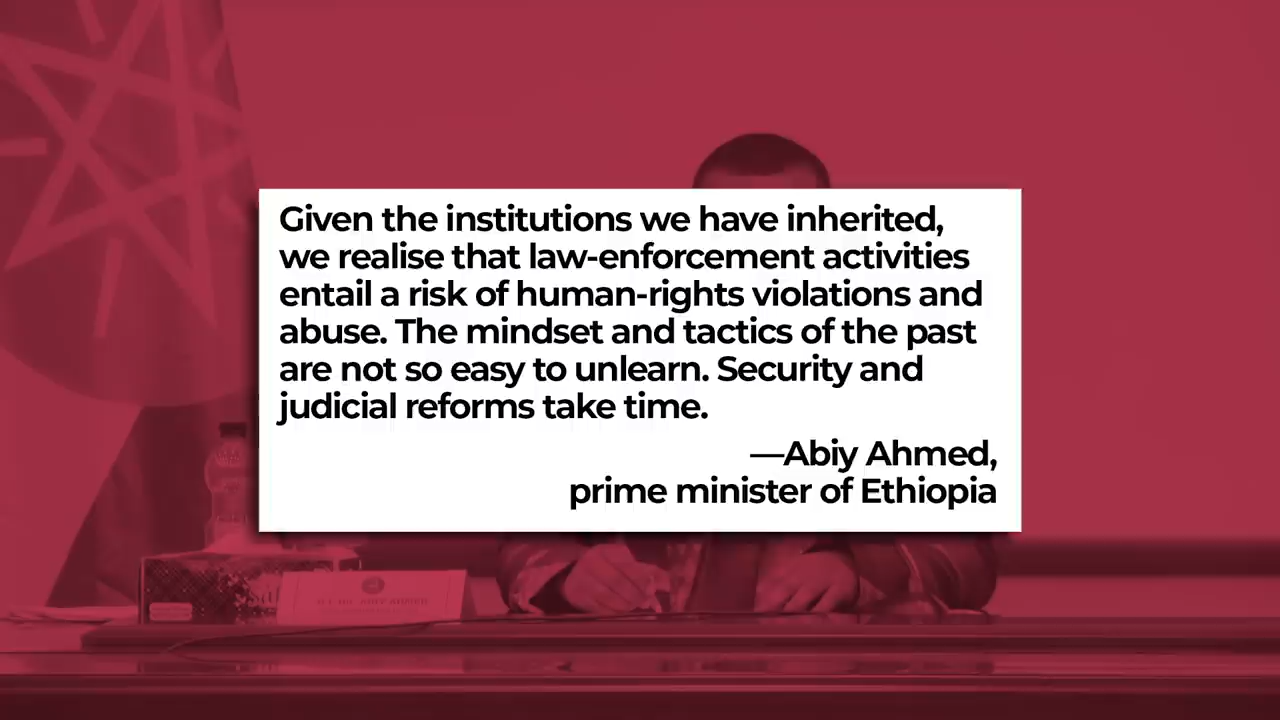 Given the institutions we have inherited,
we realise that law-enforcement activities
entail a risk of human-rights violations and
abuse. The mindset and tactics of the past
are not so easy to unlearn. Security and
judicial reforms take time.
—Abiy Ahmed,
prime minister of Ethiopia